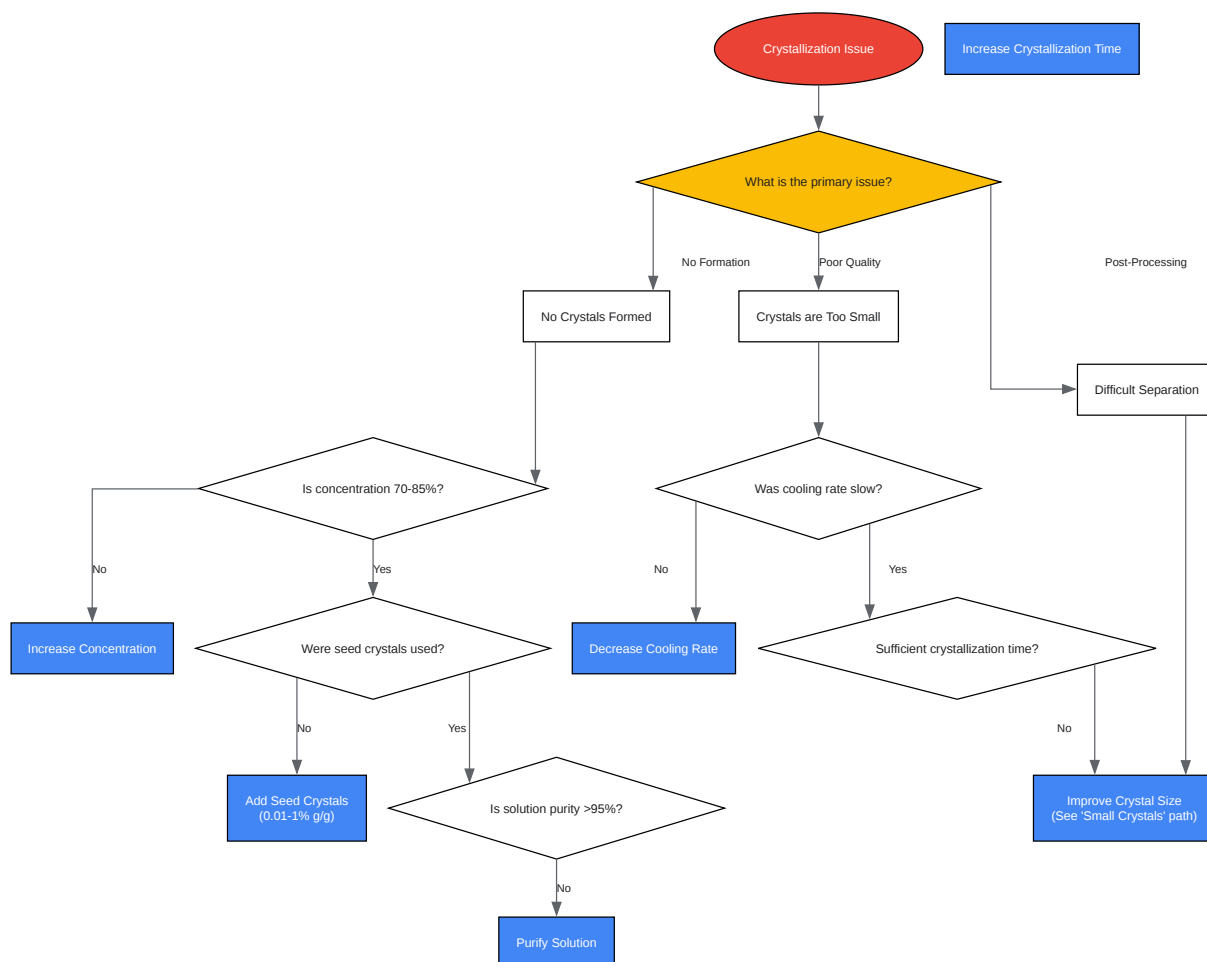 Crystallization Issue
Increase Crystallization Time
What is the primary issue?
No Formation
Poor Quality
Post-Processing
No Crystals Formed
Crystals are Too Small
Difficult Separation
Is concentration 70-85%?
Was cooling rate slow?
No
Yes
No
Yes
Increase Concentration
Were seed crystals used?
Decrease Cooling Rate
Sufficient crystallization time?
No
Yes
No
Add Seed Crystals
(0.01-1% g/g)
Is solution purity >95%?
Improve Crystal Size
(See 'Small Crystals' path)
No
Purify Solution